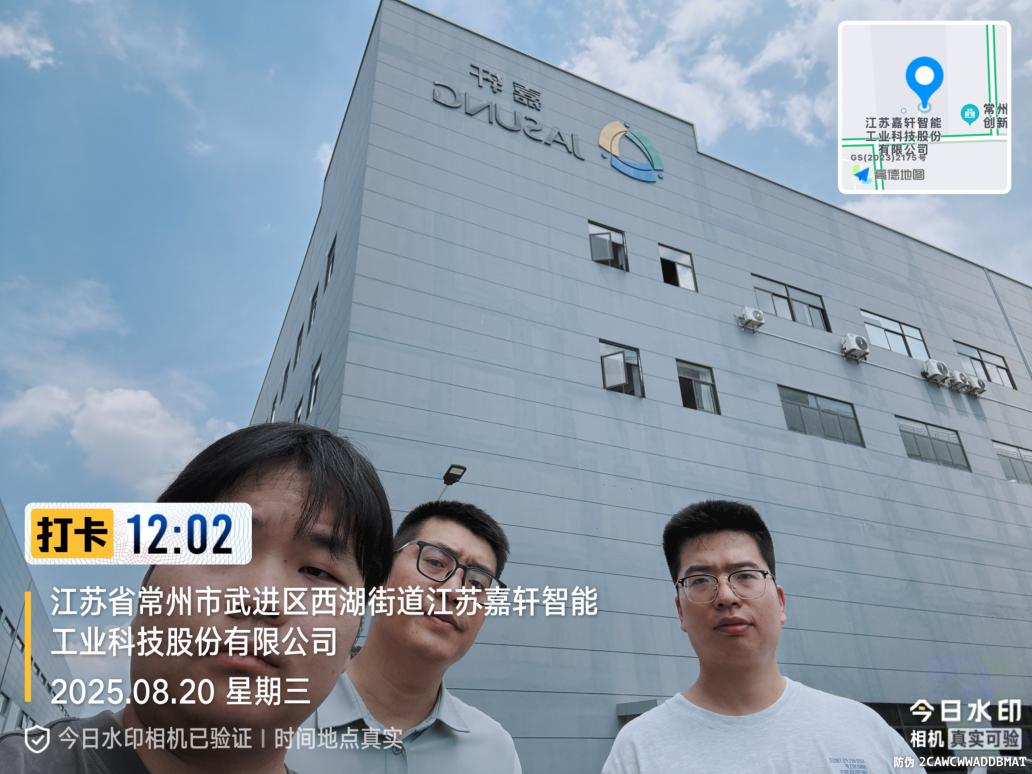 嘉轩
JASUNG
江苏嘉轩智能
工业科技股份
有限公司
常州
创新
GS(2023)2175号
高德地图
打卡 12:02
江苏省常州市武进区西湖街道江苏嘉轩智能
工业科技股份有限公司
2025.08.20 星期三
今日水印相机已验证 | 时间地点真实
今日水印
相机 真实可验
防伪 2CAWCWWADDBMA1